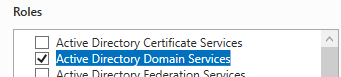 Roles
Active Directory Certificate Services
Active Directory Domain Services
Active Directory Federation Services